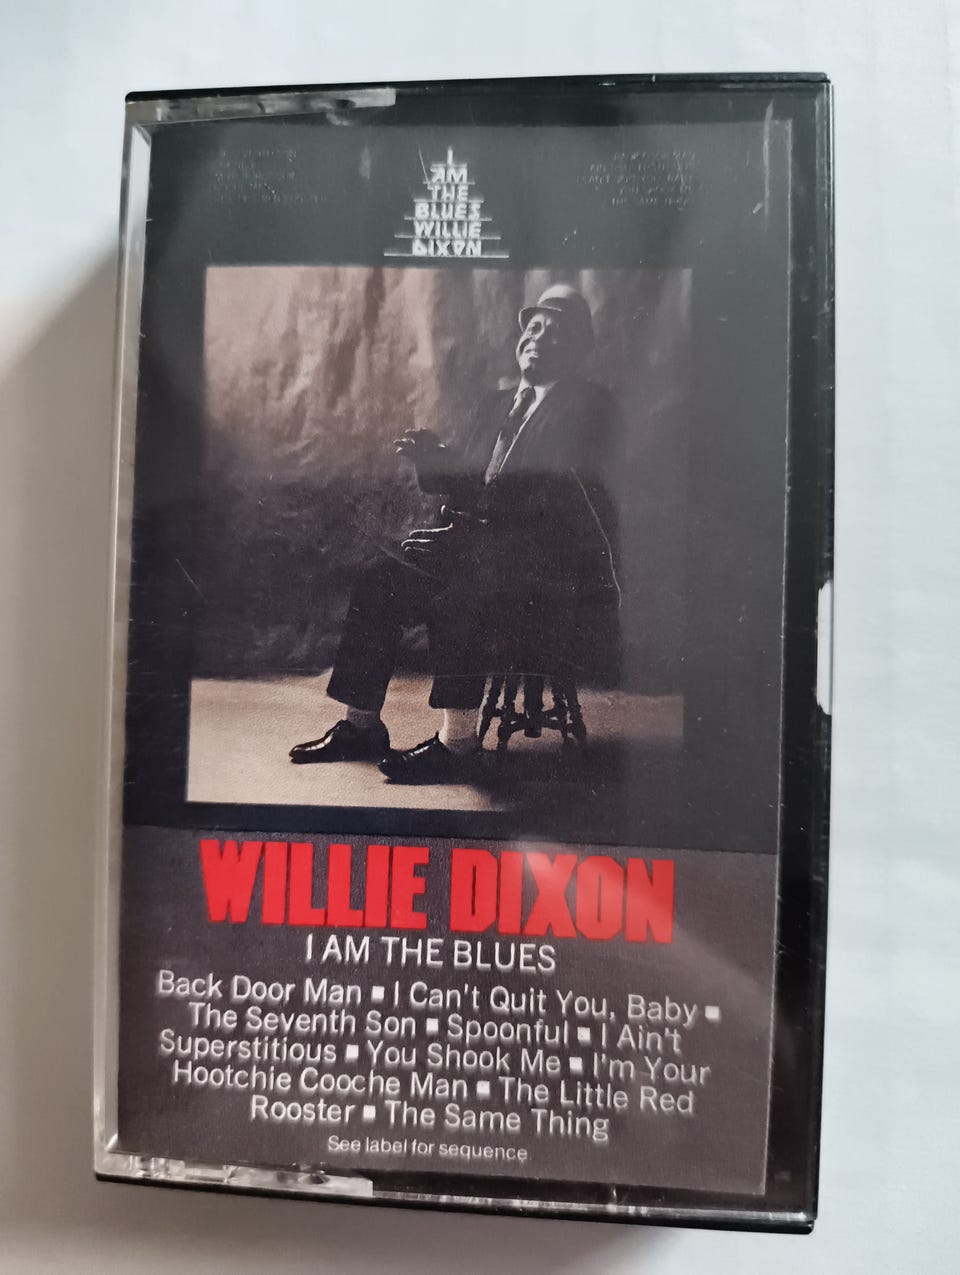 I
AM
THE
BLUES
WILLIE
DIXON
WILLIE DIXON
I AM THE BLUES
Back Door Man ▪ I Can't Quit You, Baby ▪
The Seventh Son ▪ Spoonful ▪ I Ain't
Superstitious ▪ You Shook Me ▪ I'm Your
Hootchie Cooche Man ▪ The Little Red
Rooster ▪ The Same Thing
See label for sequence